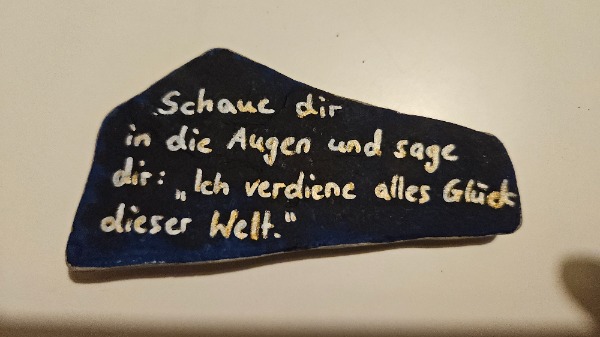 Schaue dir
in die Augen und sage
dir: „Ich verdiene alles Glück
dieser Welt."